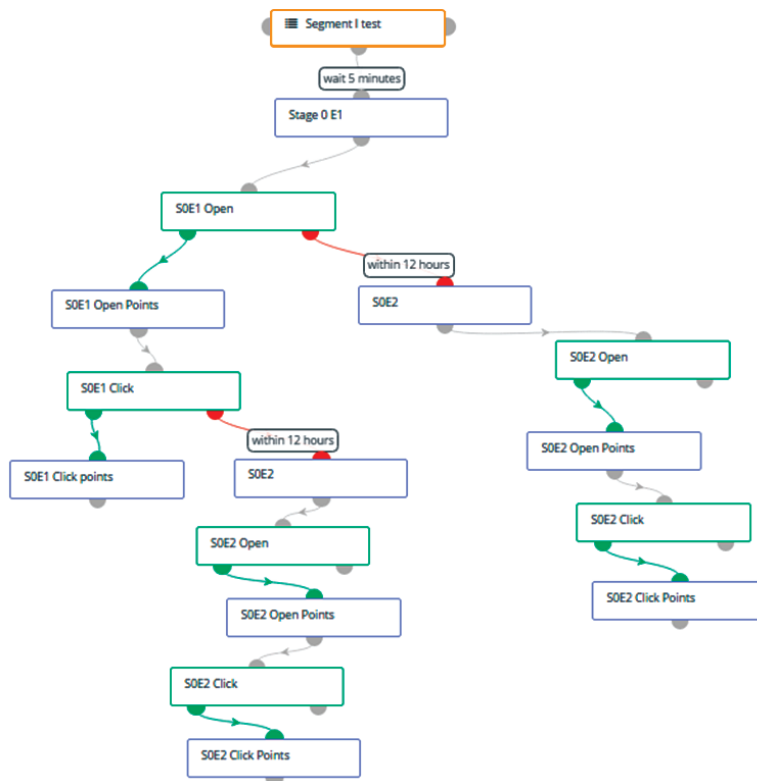 Segment I test
wait 5 minutes
Stage 0 E1
S0E1 Open
within 12 hours
S0E1 Open Points
S0E2
S0E2 Open
S0E1 Click
within 12 hours
S0E2 Open Points
S0E1 Click points
S0E2
S0E2 Click
S0E2 Open
S0E2 Click Points
S0E2 Open Points
S0E2 Click
S0E2 Click Points